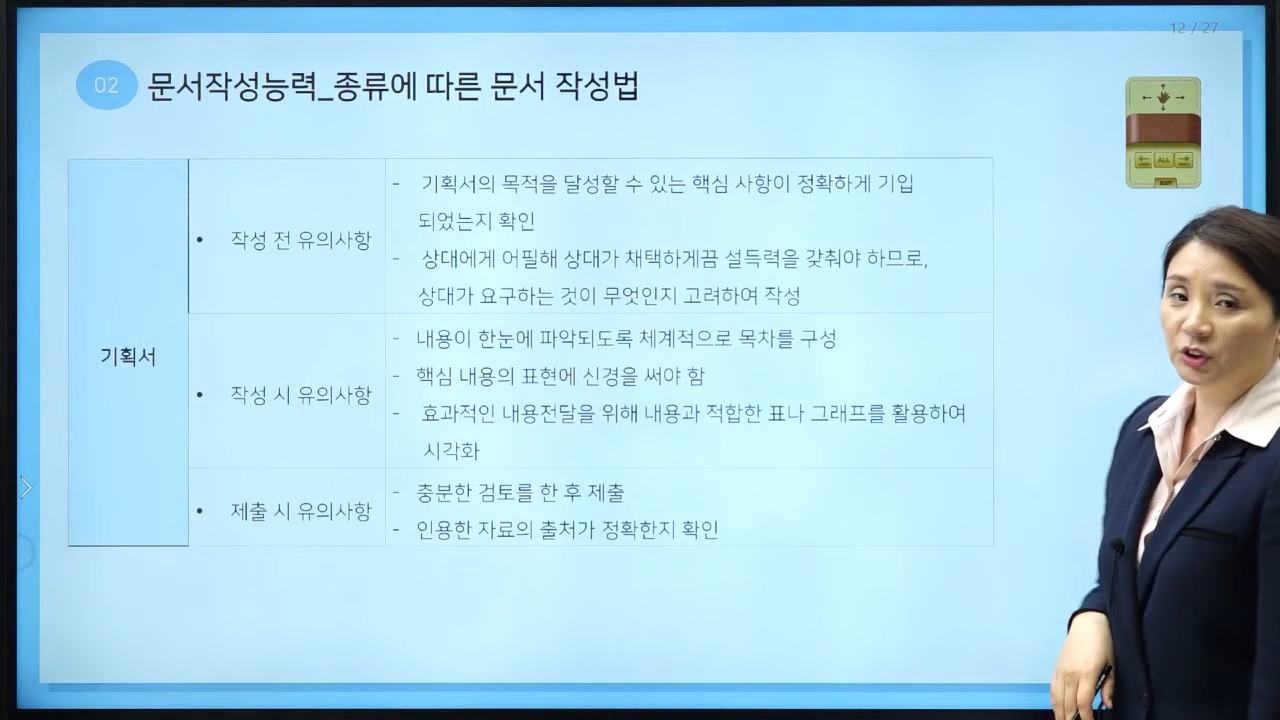 12 / 27
02 문서작성능력_종류에 따른 문서 작성법
기획서
• 작성 전 유의사항
- 기획서의 목적을 달성할 수 있는 핵심 사항이 정확하게 기입
되었는지 확인
- 상대에게 어필해 상대가 채택하게끔 설득력을 갖춰야 하므로,
상대가 요구하는 것이 무엇인지 고려하여 작성
• 작성 시 유의사항
- 내용이 한눈에 파악되도록 체계적으로 목차를 구성
- 핵심 내용의 표현에 신경을 써야 함
- 효과적인 내용전달을 위해 내용과 적합한 표나 그래프를 활용하여
시각화
• 제출 시 유의사항
- 충분한 검토를 한 후 제출
- 인용한 자료의 출처가 정확한지 확인
ALL
EXIT